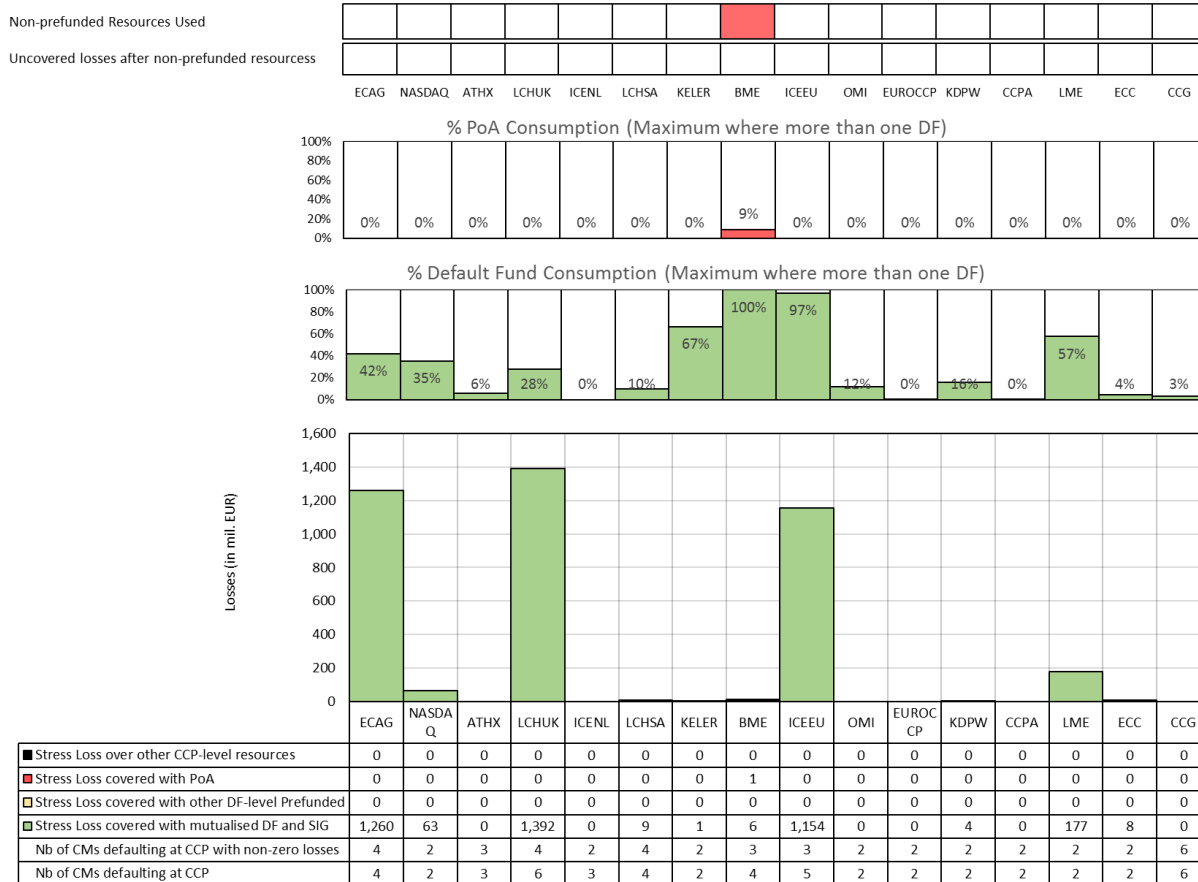 Non-prefunded Resources Used
Uncovered losses after non-prefunded resourcess
ECAG NASDAQ ATHX LCHUK ICENL LCHSA KELER BME ICEEU OMI EUROCCP KDPW CCPA LME ECC CCG
% PoA Consumption (Maximum where more than one DF)
100%
80%
60%
40%
20%
0%
0% 0% 0% 0% 0% 0% 0% 9% 0% 0% 0% 0% 0% 0% 0% 0%
% Default Fund Consumption (Maximum where more than one DF)
100%
80%
60%
40%
20%
0%
42% 35% 6% 28% 0% 10% 67% 100% 97% 12% 0% 16% 0% 57% 4% 3%
Losses (in mil. EUR)
1,600
1,400
1,200
1,000
800
600
400
200
0
ECAG NASDA
Q ATHX LCHUK ICENL LCHSA KELER BME ICEEU OMI EUROC
CP KDPW CCPA LME ECC CCG
Stress Loss over other CCP-level resources 0 0 0 0 0 0 0 0 0 0 0 0 0 0 0 0
Stress Loss covered with PoA 0 0 0 0 0 0 0 1 0 0 0 0 0 0 0 0
Stress Loss covered with other DF-level Prefunded 0 0 0 0 0 0 0 0 0 0 0 0 0 0 0 0
Stress Loss covered with mutualised DF and SIG 1,260 63 0 1,392 0 9 1 6 1,154 0 0 4 0 177 8 0
Nb of CMs defaulting at CCP with non-zero losses 4 2 3 4 2 4 2 3 3 2 2 2 2 2 2 6
Nb of CMs defaulting at CCP 4 2 3 6 3 4 2 4 5 2 2 2 2 2 2 6